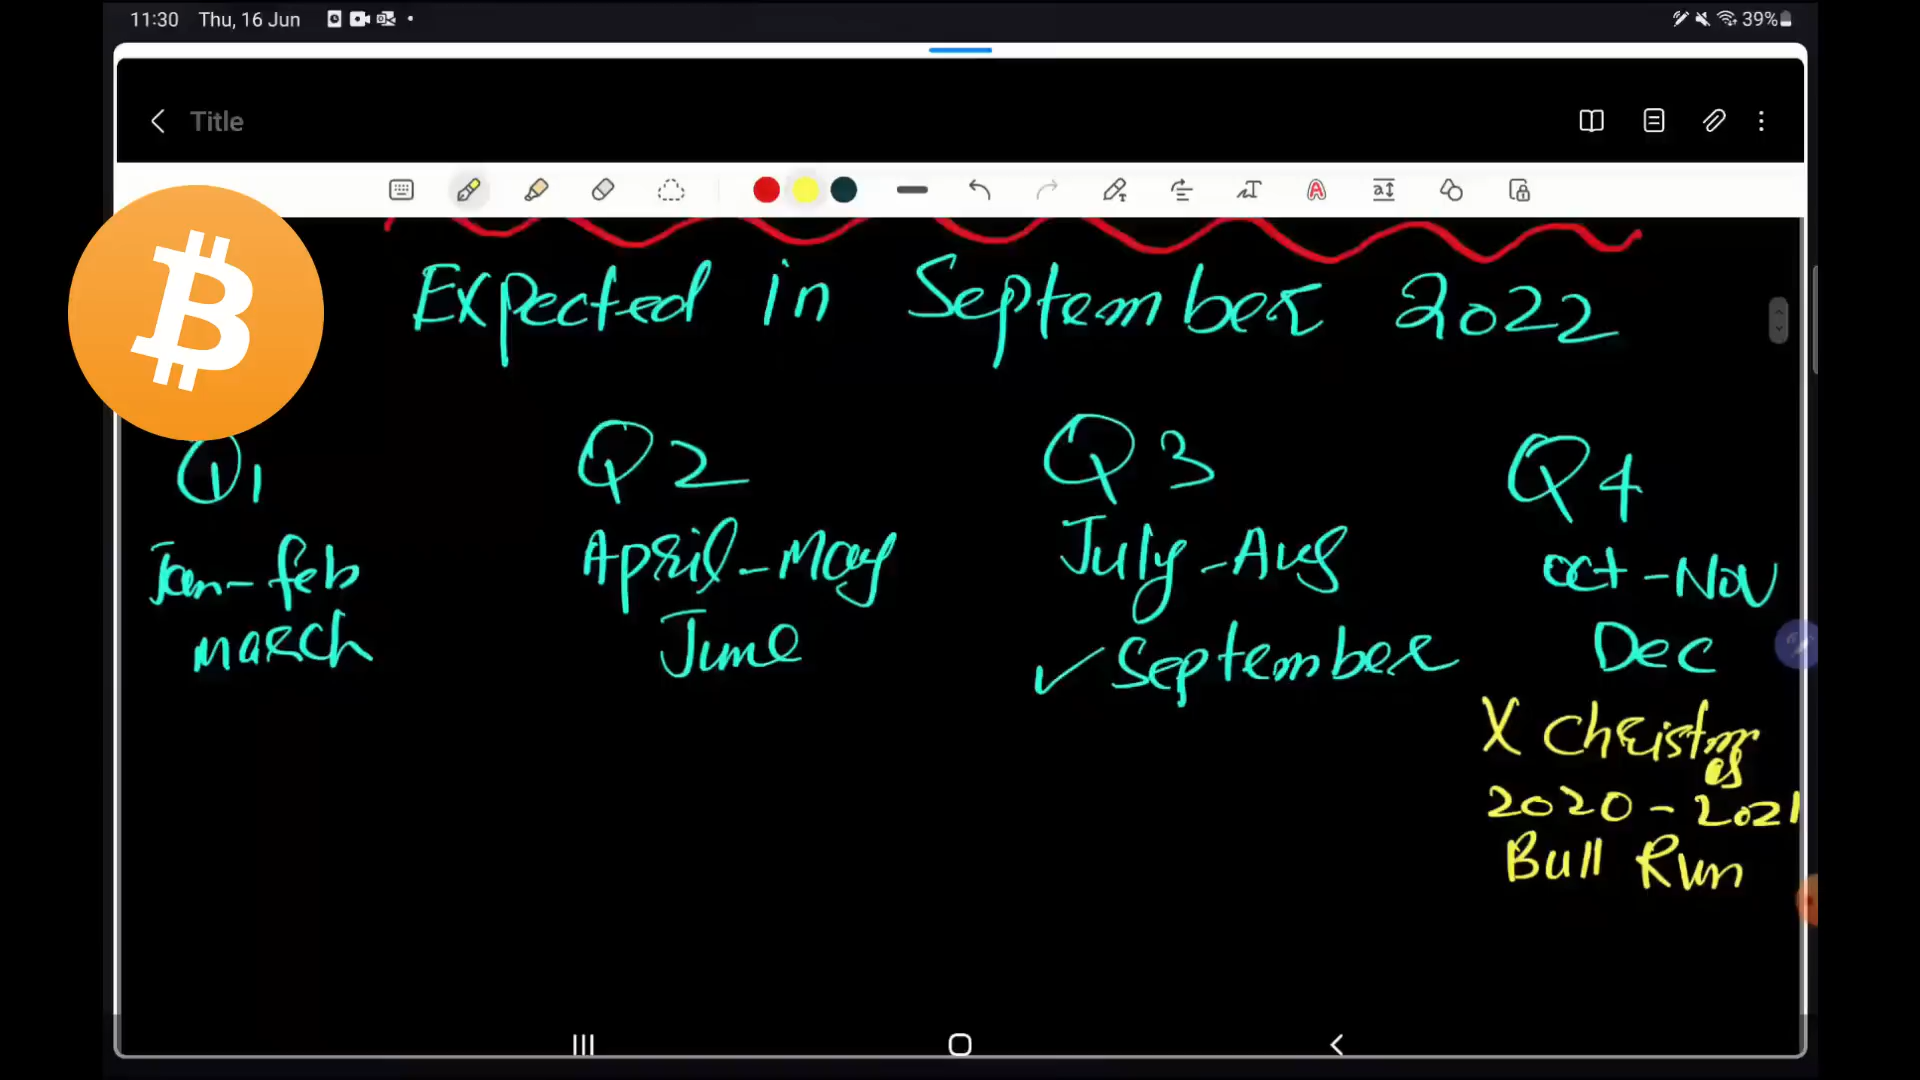 11:30 Thu, 16 Jun
39%
Title
Expected in September 2022
Q1 Q2 Q3 Q4
Jan-feb April-May July-Aug Oct-Nov
march June ✓September Dec
X Christmas
2020-2021
Bull Run